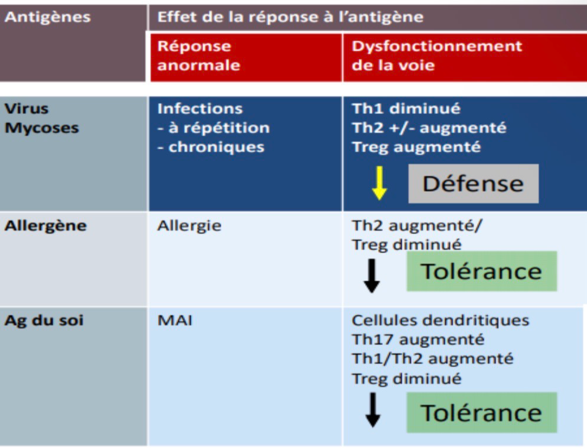 Antigènes
Effet de la réponse à l’antigène
Réponse
anormale
Dysfonctionnement
de la voie
Virus
Mycoses
Infections
- à répétition
- chroniques
Th1 diminué
Th2 +/- augmenté
Treg augmenté
Défense
Allergène
Allergie
Th2 augmenté/
Treg diminué
Tolérance
Ag du soi
MAI
Cellules dendritiques
Th17 augmenté
Th1/Th2 augmenté
Treg diminué
Tolérance